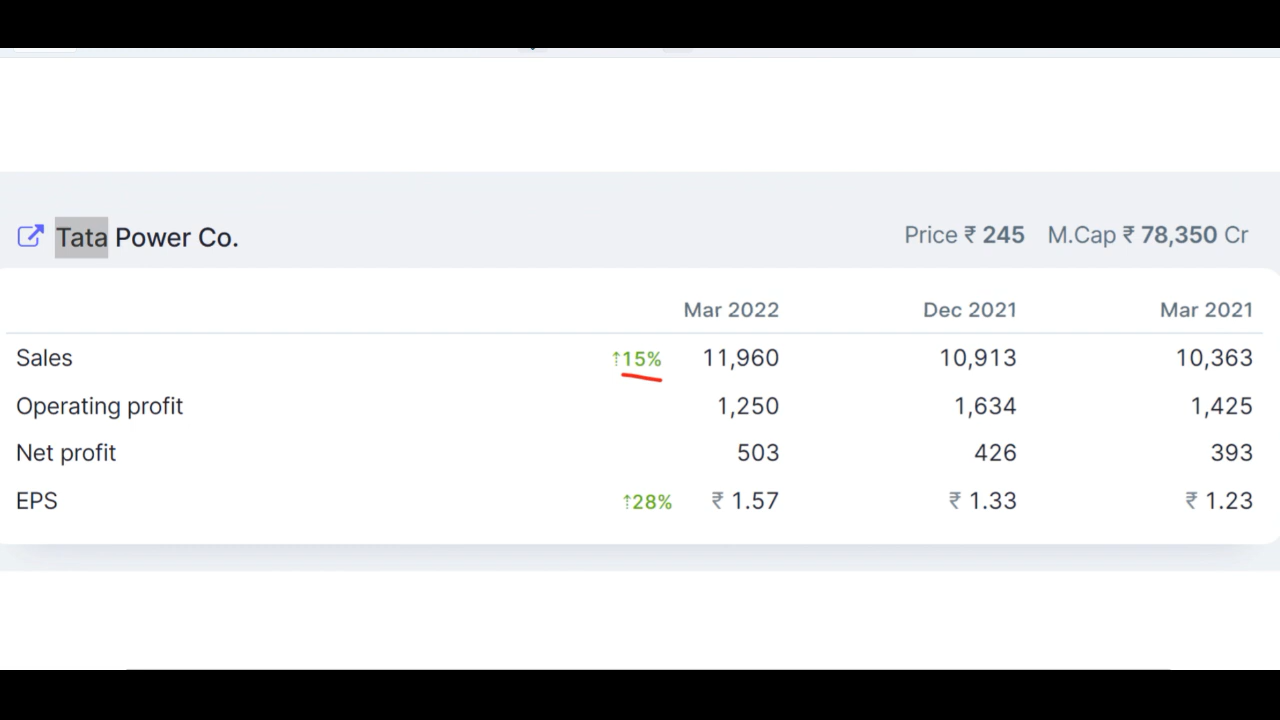 Tata Power Co. Price ₹ 245 M.Cap ₹ 78,350 Cr
Mar 2022 Dec 2021 Mar 2021
Sales ⇡15% 11,960 10,913 10,363
Operating profit 1,250 1,634 1,425
Net profit 503 426 393
EPS ⇡28% ₹ 1.57 ₹ 1.33 ₹ 1.23